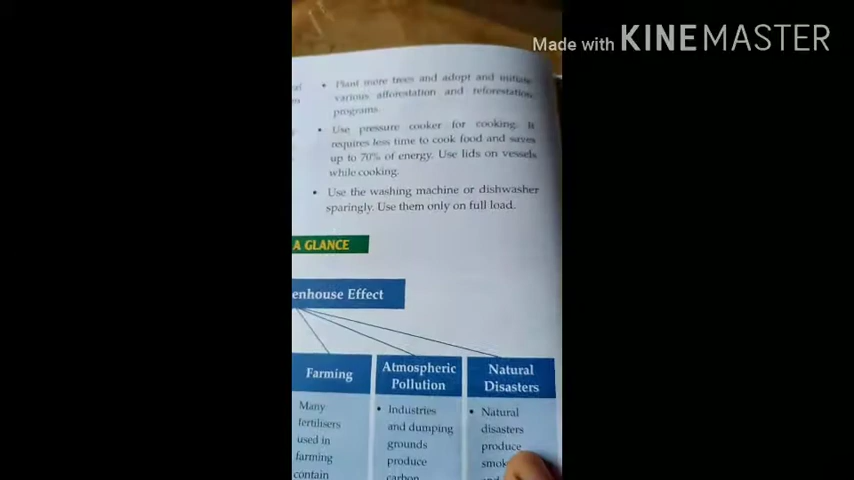 Made with KINEMASTER
• Plant more trees and adopt and initiate
various afforestation and reforestation
programs.
• Use pressure cooker for cooking. It
requires less time to cook food and saves
up to 70% of energy. Use lids on vessels
while cooking.
• Use the washing machine or dishwasher
sparingly. Use them only on full load.
A GLANCE
enhouse Effect
Farming
Atmospheric
Pollution
Natural
Disasters
Many
fertilisers
used in
farming
contain
• Industries
and dumping
grounds
produce
carbon
• Natural
disasters
produce
smok
and